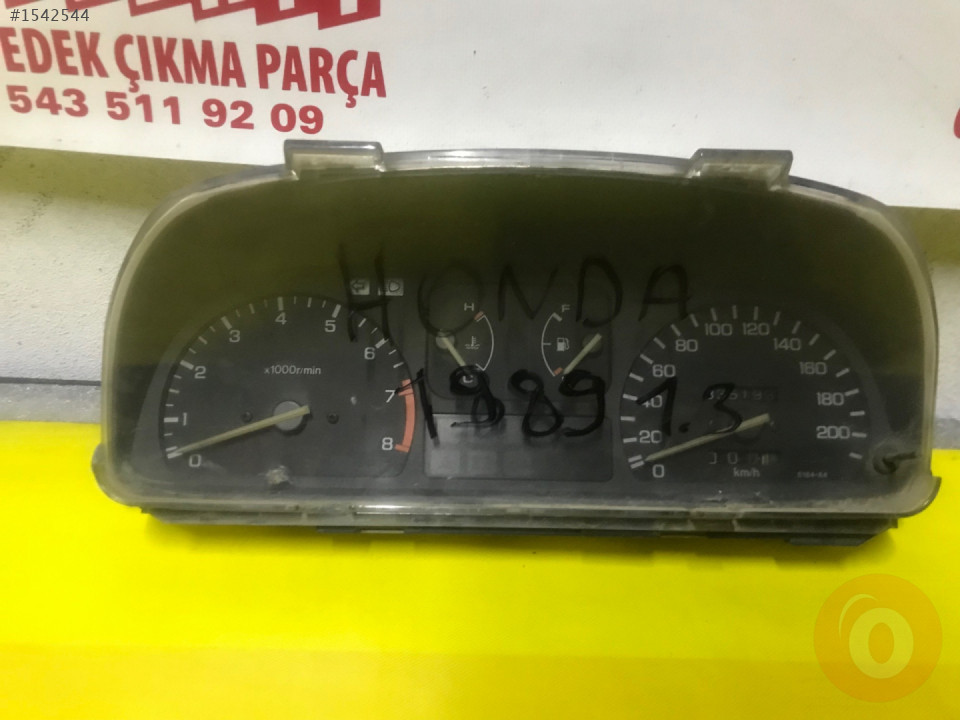 #1542544
EDEK ÇIKMA PARÇA
543 511 92 09
HONDA
1989 1.3
0 1 2 3 4 5 6 7 8
x1000r/min
H
C
F
0 20 40 60 80 100 120 140 160 180 200
km/h